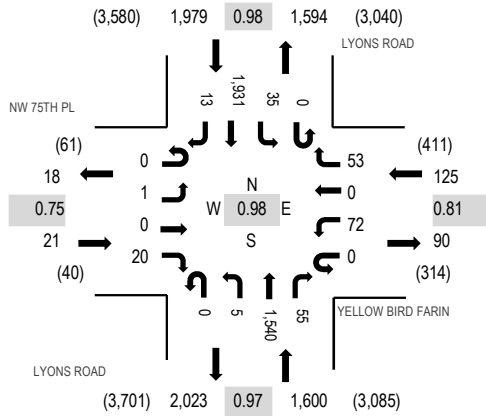 (3,580) 1,979 0.98 1,594 (3,040)
LYONS ROAD
NW 75TH PL
13 1,931 35 0
(61) (411)
0 53
18 125
1 N 0
0.75 W 0.98 E 0.81
0 72
21 S 90
20 0
(40) (314)
0 5 1,540 55
YELLOW BIRD FARIN
LYONS ROAD
(3,701) 2,023 0.97 1,600 (3,085)